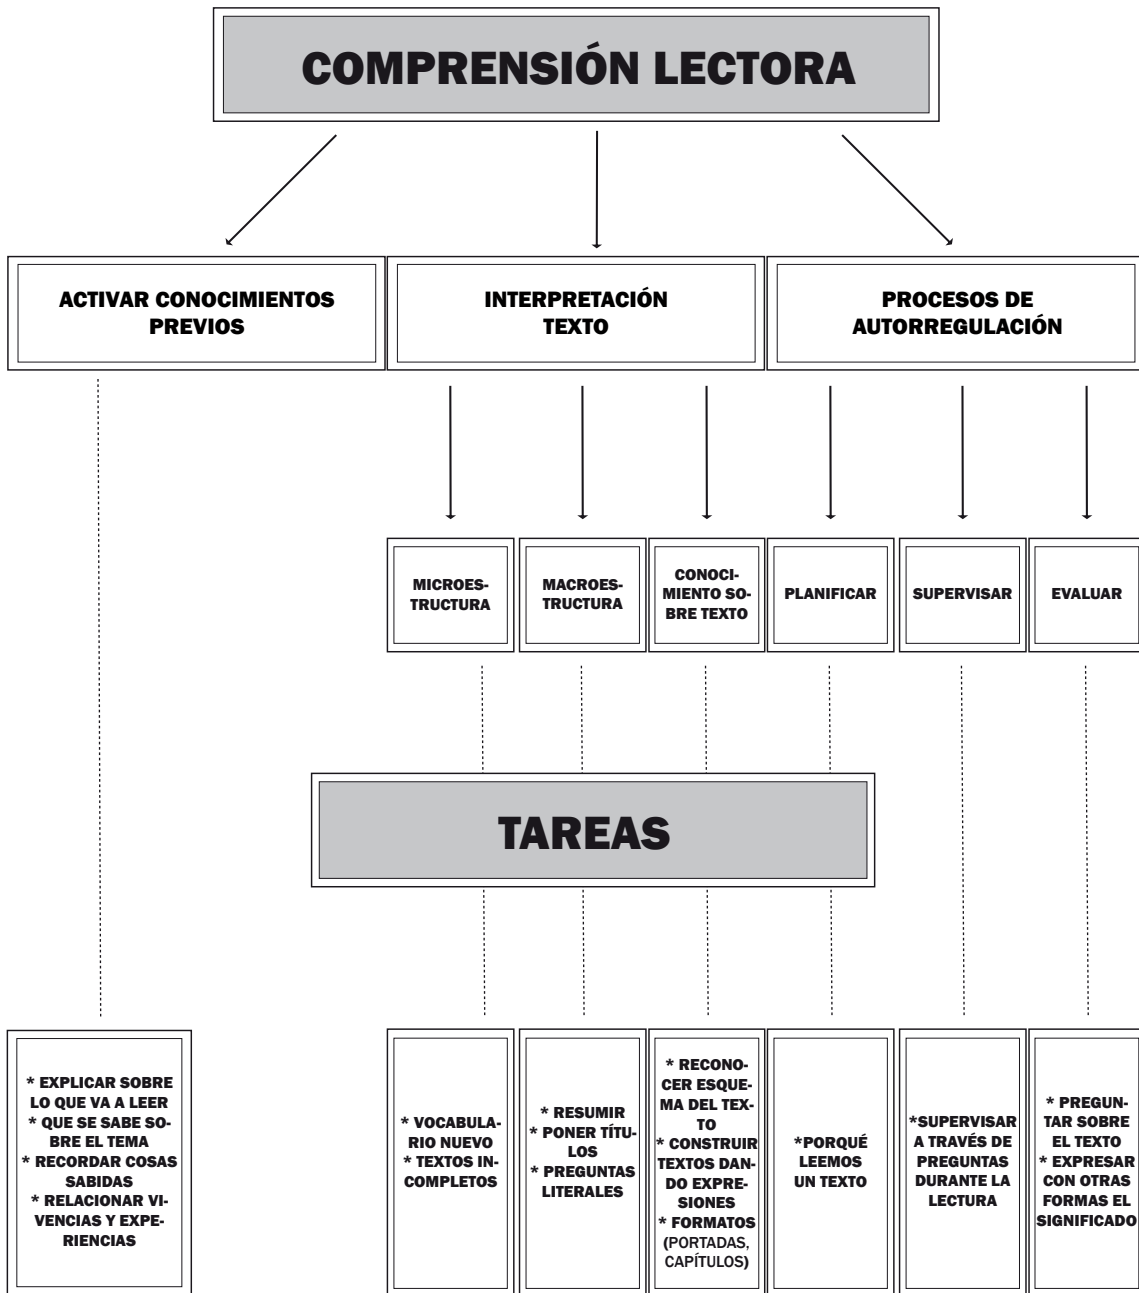 COMPRENSIÓN LECTORA
ACTIVAR CONOCIMIENTOS
PREVIOS
INTERPRETACIÓN
TEXTO
PROCESOS DE
AUTORREGULACIÓN
MICROES-
TRUCTURA
MACROES-
TRUCTURA
CONOCI-
MIENTO SO-
BRE TEXTO
PLANIFICAR
SUPERVISAR
EVALUAR
TAREAS
* EXPLICAR SOBRE
LO QUE VA A LEER
* QUE SE SABE SO-
BRE EL TEMA
* RECORDAR COSAS
SABIDAS
* RELACIONAR VI-
VENCIAS Y EXPE-
RIENCIAS
* VOCABULA-
RIO NUEVO
* TEXTOS IN-
COMPLETOS
* RESUMIR
* PONER TÍTU-
LOS
* PREGUNTAS
LITERALES
* RECONO-
CER ESQUE-
MA DEL TEX-
TO
* CONSTRUIR
TEXTOS DAN-
DO EXPRE-
SIONES
* FORMATOS
(PORTADAS,
CAPÍTULOS)
*PORQUÉ
LEEMOS
UN TEXTO
*SUPERVISAR
A TRAVÉS DE
PREGUNTAS
DURANTE LA
LECTURA
* PREGUN-
TAR SOBRE
EL TEXTO
* EXPRESAR
CON OTRAS
FORMAS EL
SIGNIFICADO